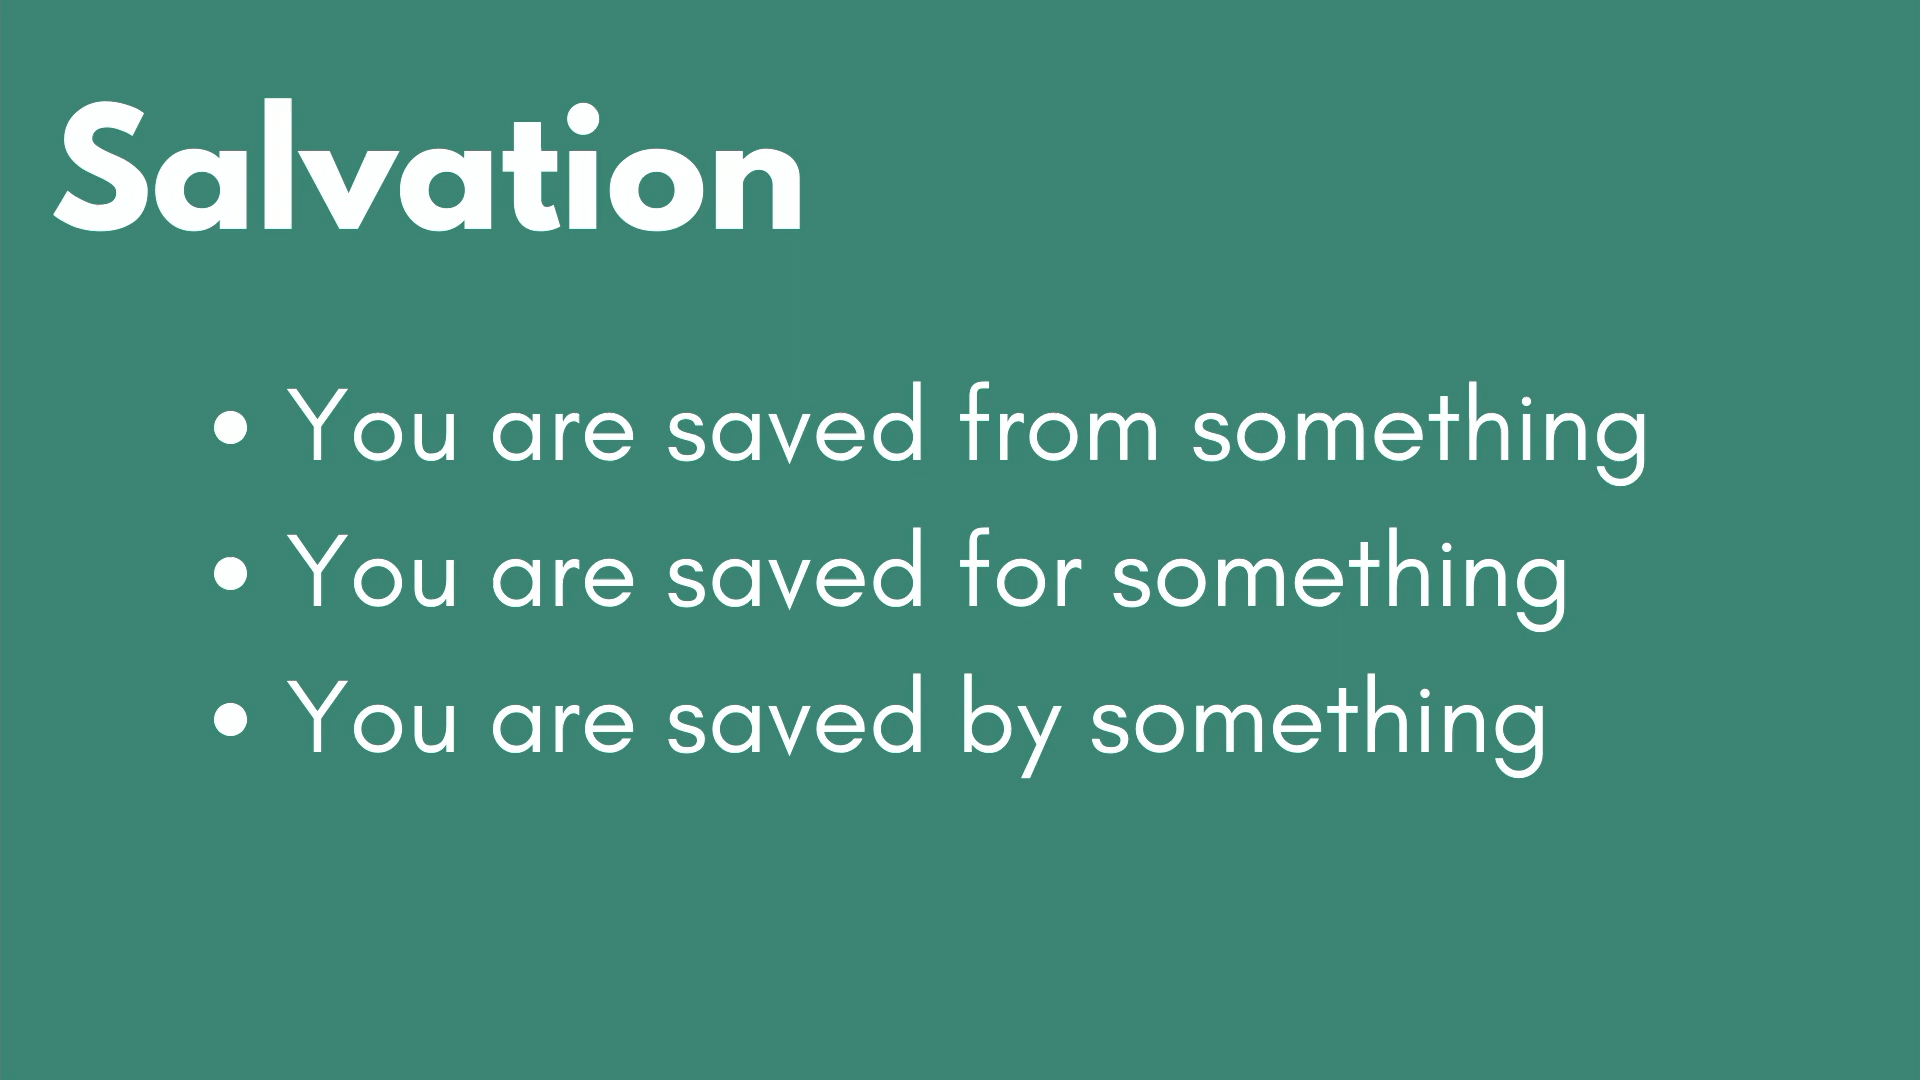 Salvation
• You are saved from something
• You are saved for something
• You are saved by something